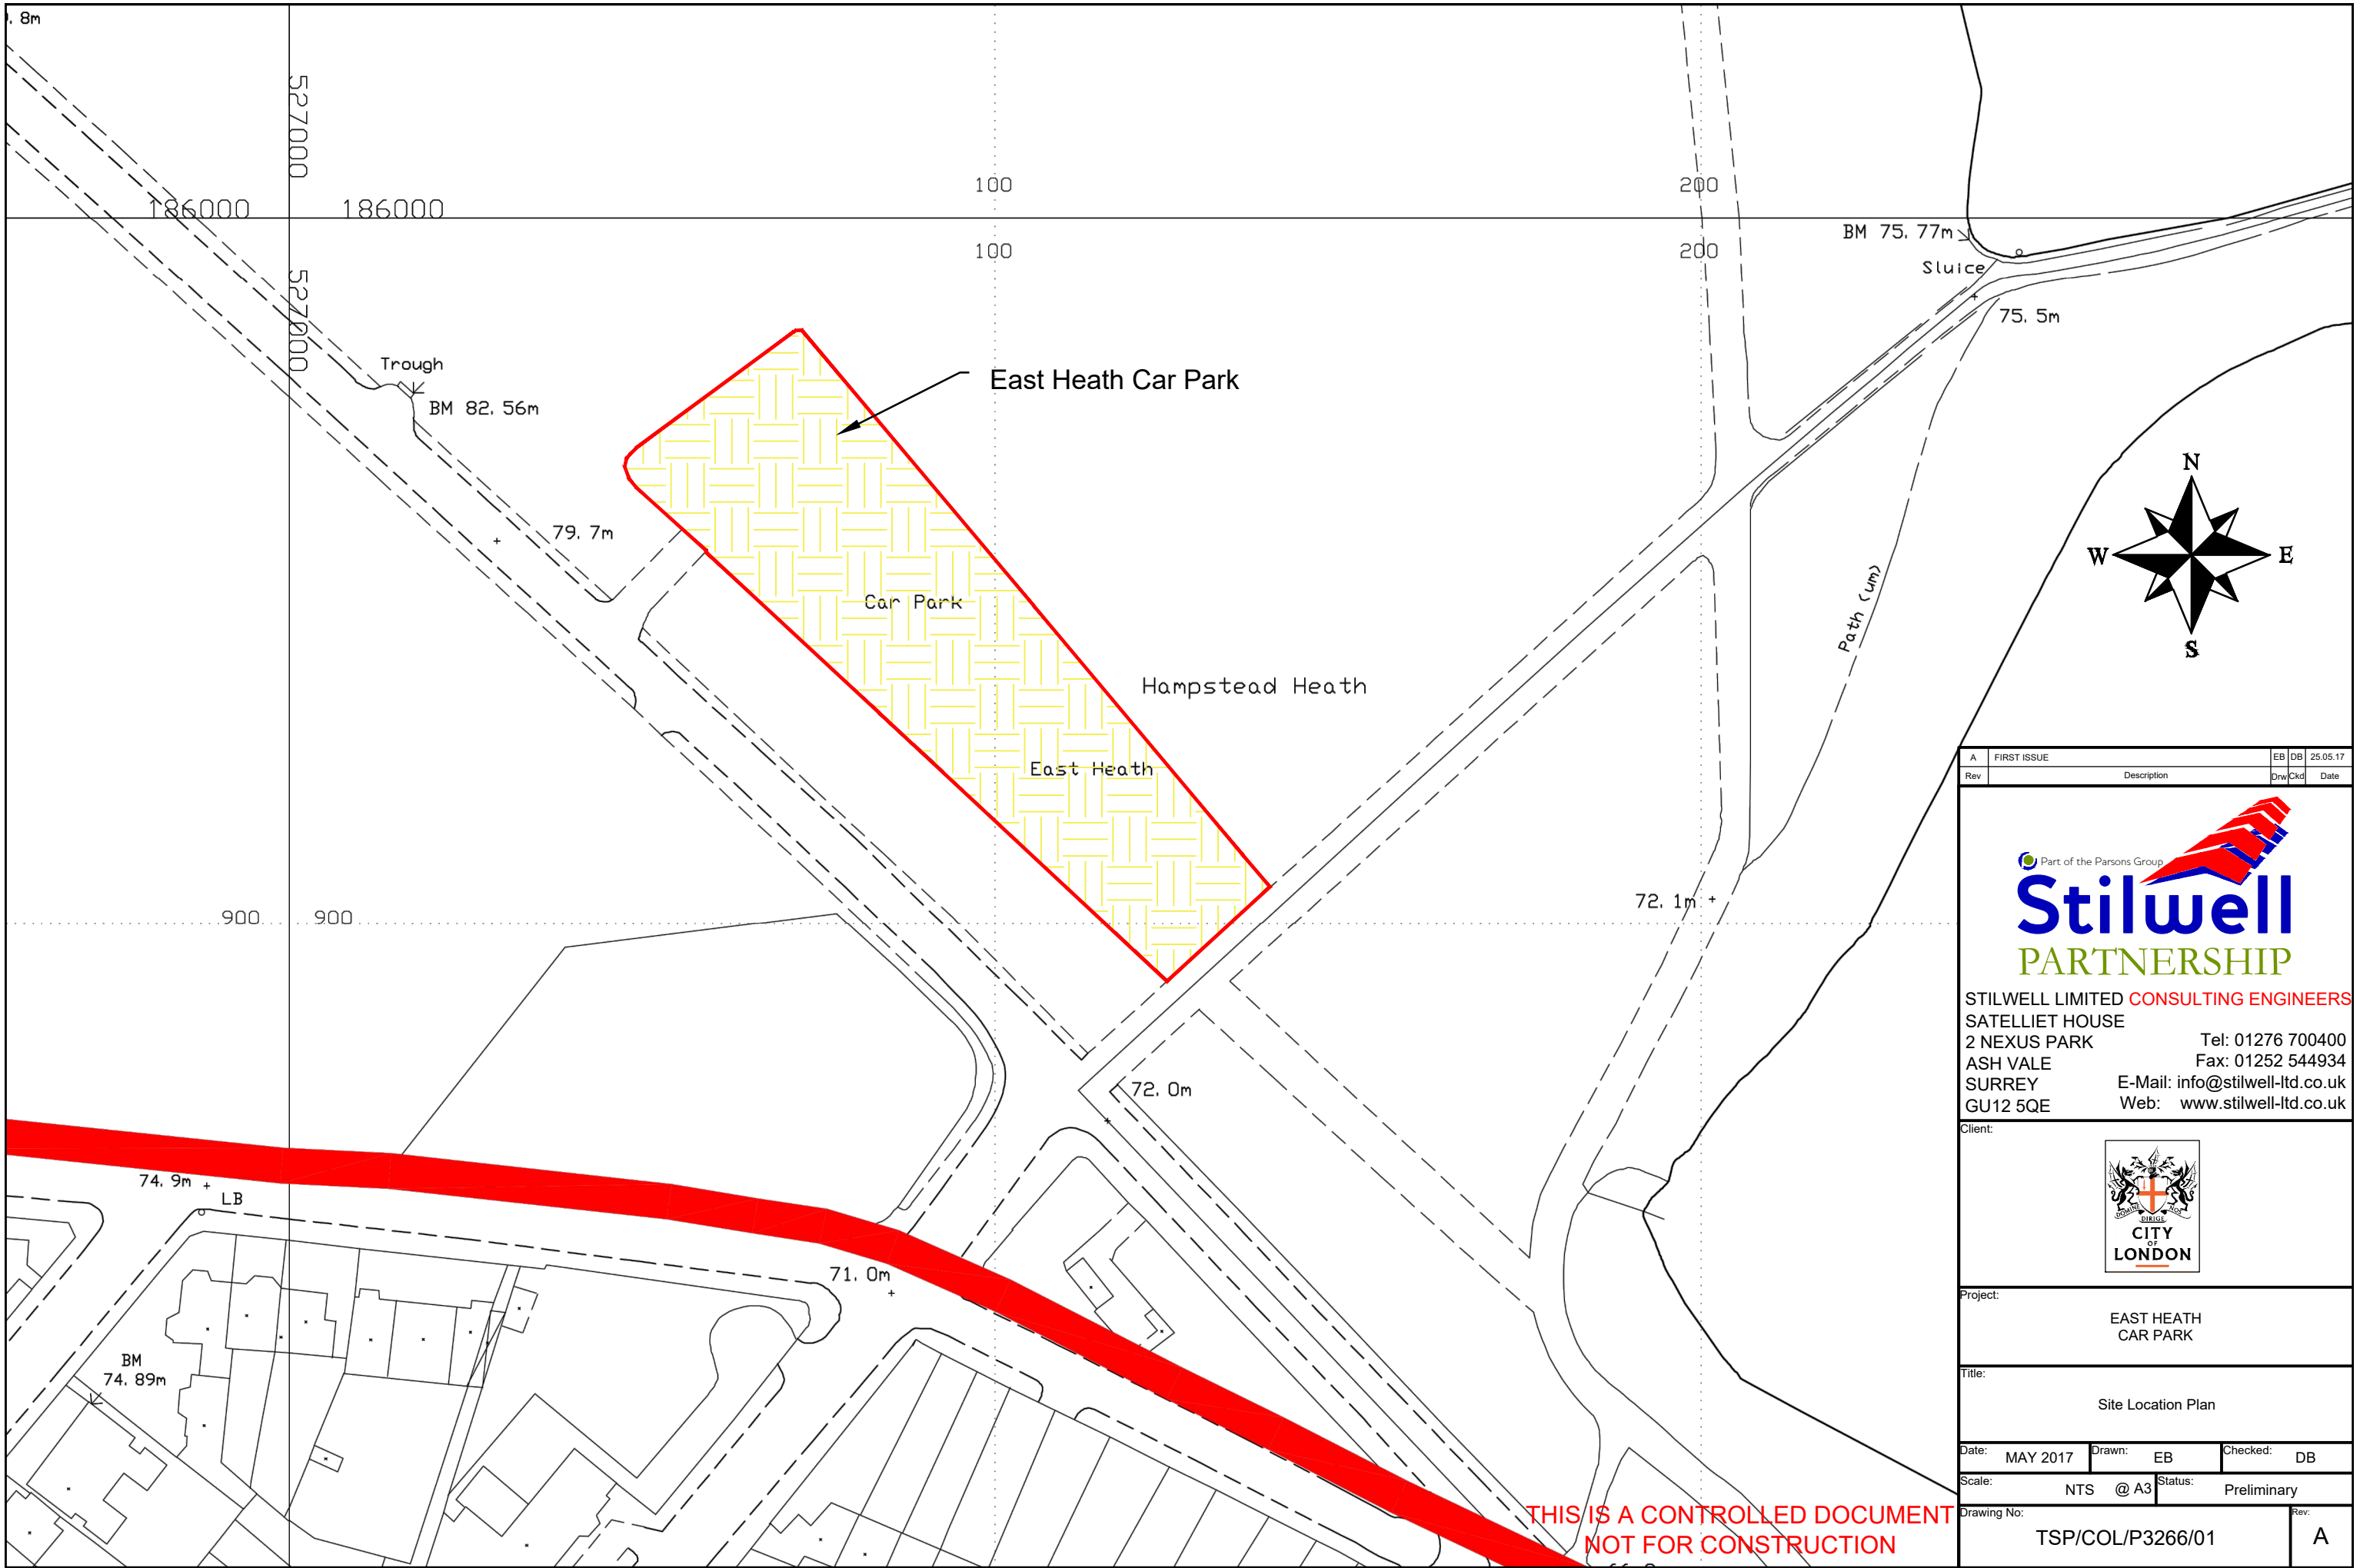 .8m
527000
100
200
186000
186000
100
200
BM 75.77m
Sluice
527000
75.5m
Trough
BM 82.56m
East Heath Car Park
N
W
E
S
79.7m
Car Park
Path (um)
Hampstead Heath
East Heath
72.1m
900
900
72.0m
74.9m
LB
71.0m
BM
74.89m
THIS IS A CONTROLLED DOCUMENT
NOT FOR CONSTRUCTION
A FIRST ISSUE EB DB 25.05.17
Rev Description Drw Ckd Date
Part of the Parsons Group
Stilwell
PARTNERSHIP
STILWELL LIMITED CONSULTING ENGINEERS
SATELLIET HOUSE
2 NEXUS PARK Tel: 01276 700400
ASH VALE Fax: 01252 544934
SURREY E-Mail: info@stilwell-ltd.co.uk
GU12 5QE Web: www.stilwell-ltd.co.uk
Client:
DOMINE DIRIGE NOS
CITY
OF
LONDON
Project:
EAST HEATH
CAR PARK
Title:
Site Location Plan
Date: MAY 2017 Drawn: EB Checked: DB
Scale: NTS @ A3 Status: Preliminary
Drawing No: Rev:
TSP/COL/P3266/01 A